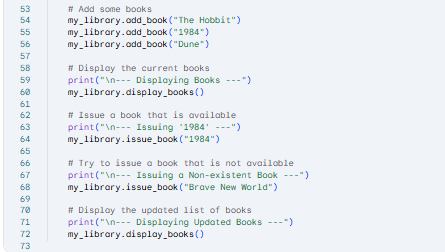 53 # Add some books
54 my_library.add_book("The Hobbit")
55 my_library.add_book("1984")
56 my_library.add_book("Dune")
57
58 # Display the current books
59 print("\n--- Displaying Books ---")
60 my_library.display_books()
61
62 # Issue a book that is available
63 print("\n--- Issuing '1984' ---")
64 my_library.issue_book("1984")
65
66 # Try to issue a book that is not available
67 print("\n--- Issuing a Non-existent Book ---")
68 my_library.issue_book("Brave New World")
69
70 # Display the updated list of books
71 print("\n--- Displaying Updated Books ---")
72 my_library.display_books()
73